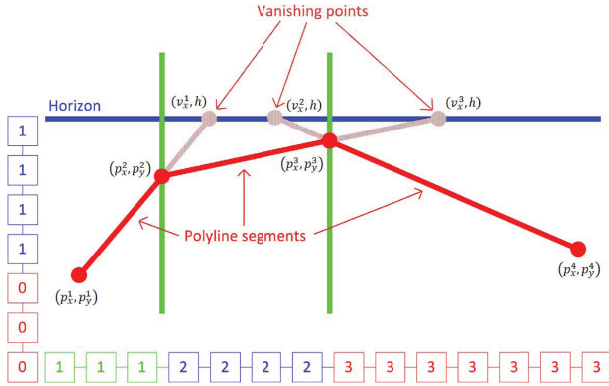 Vanishing points
(v_x^1, h)
(v_x^2, h)
(v_x^3, h)
Horizon
(p_x^2, p_y^2)
(p_x^3, p_y^3)
Polyline segments
(p_x^1, p_y^1)
(p_x^4, p_y^4)
1
1
1
1
0
0
0 1 1 1 2 2 2 2 3 3 3 3 3 3 3